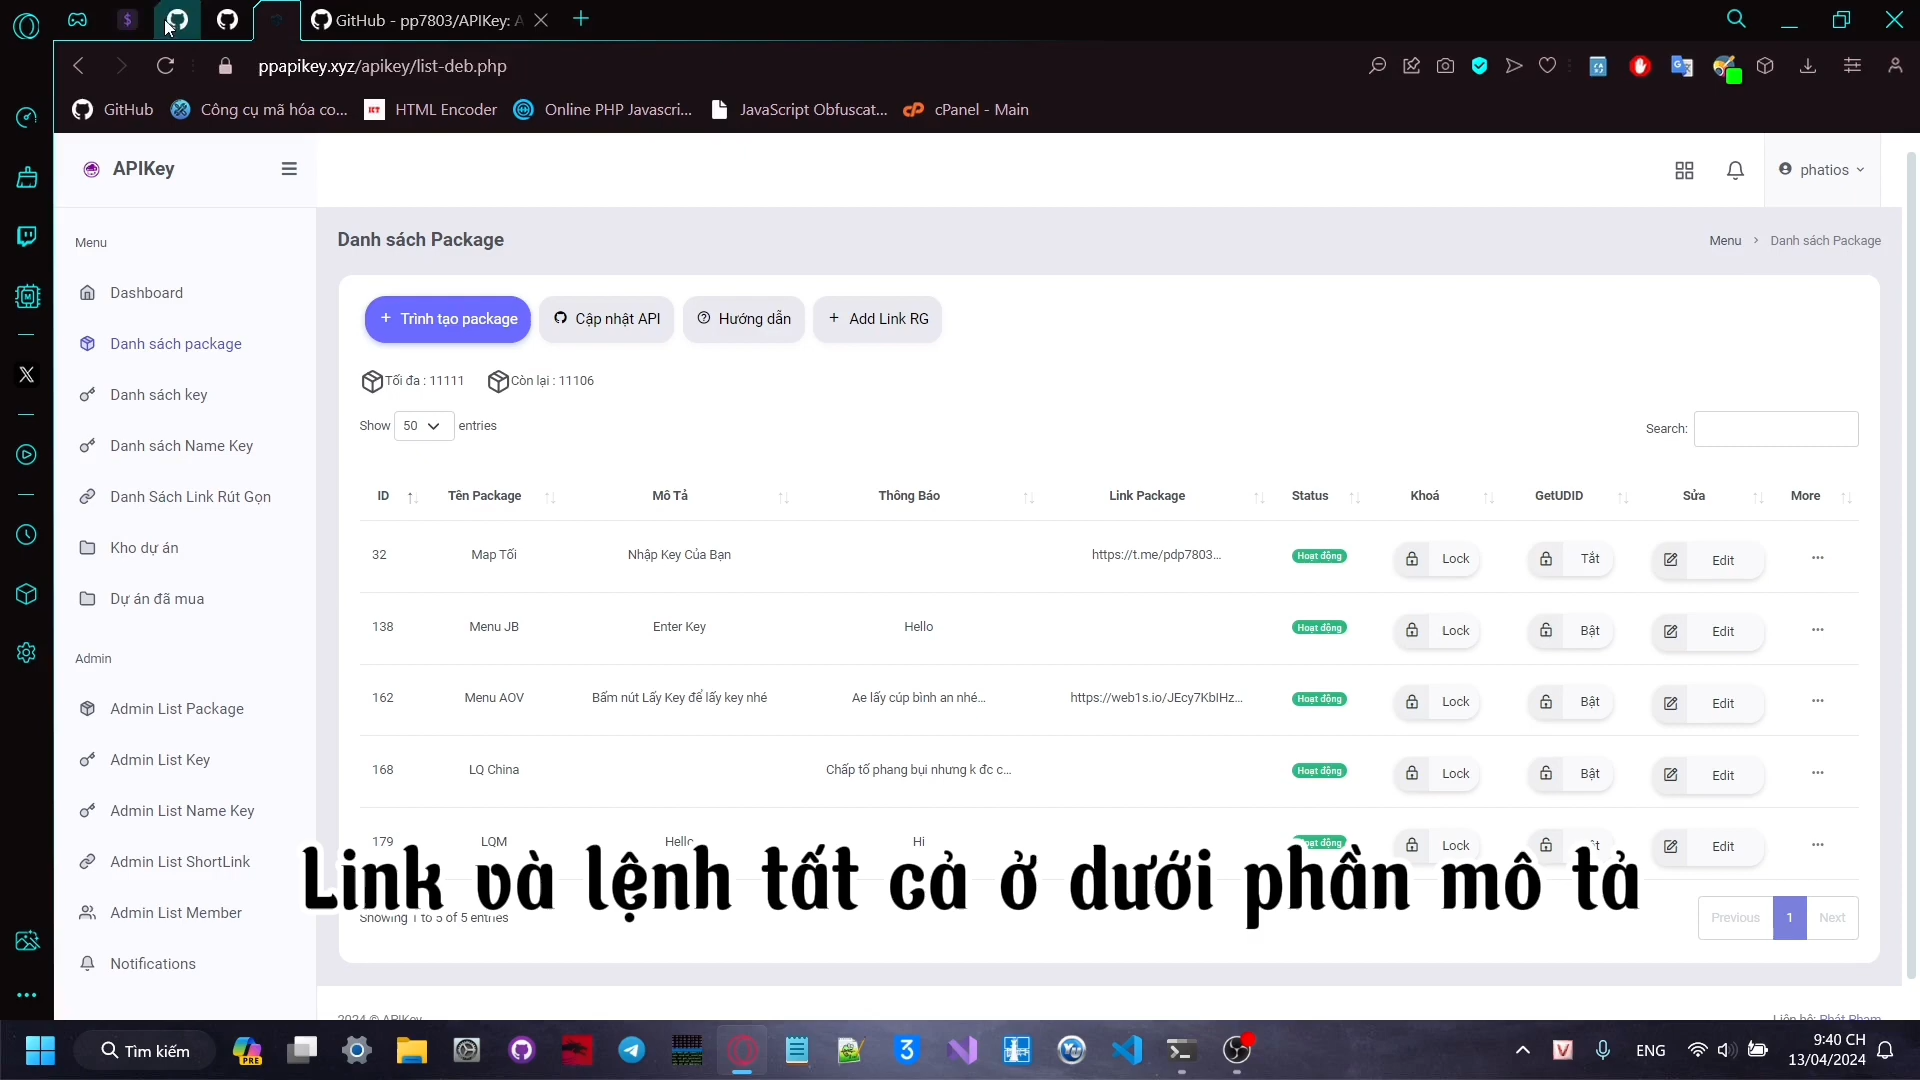 GitHub - pp7803/APIKey: A
ppapikey.xyz/apikey/list-deb.php
GitHub
Công cụ mã hóa co...
HTML Encoder
Online PHP Javascri...
JavaScript Obfuscat...
cPanel - Main
APIKey
phatios
Menu
Dashboard
Danh sách package
Danh sách key
Danh sách Name Key
Danh Sách Link Rút Gọn
Kho dự án
Dự án đã mua
Admin
Admin List Package
Admin List Key
Admin List Name Key
Admin List ShortLink
Admin List Member
Notifications
Danh sách Package
Menu > Danh sách Package
+ Trình tạo package
Cập nhật API
Hướng dẫn
+ Add Link RG
Tối đa : 11111
Còn lại : 11106
Show 50 entries
Search:
ID Tên Package Mô Tả Thông Báo Link Package Status Khoá GetUDID Sửa More
32 Map Tối Nhập Key Của Bạn https://t.me/pdp7803... Hoạt động Lock Tắt Edit ...
138 Menu JB Enter Key Hello Hoạt động Lock Bật Edit ...
162 Menu AOV Bấm nút Lấy Key để lấy key nhé Ae lấy cúp bình an nhé... https://web1s.io/JEcy7KbIHz... Hoạt động Lock Bật Edit ...
168 LQ China Chấp tố phang bụi nhưng k đc c... Hoạt động Lock Bật Edit ...
179 LQM Hello Hi Lock Edit ...
Link và lệnh tất cả ở dưới phần mô tả
Showing 1 to 5 of 5 entries
Previous 1 Next
2024 © APIKey
Liên hệ: Phát Phạm
Tìm kiếm
PRE
ENG
9:40 CH
13/04/2024